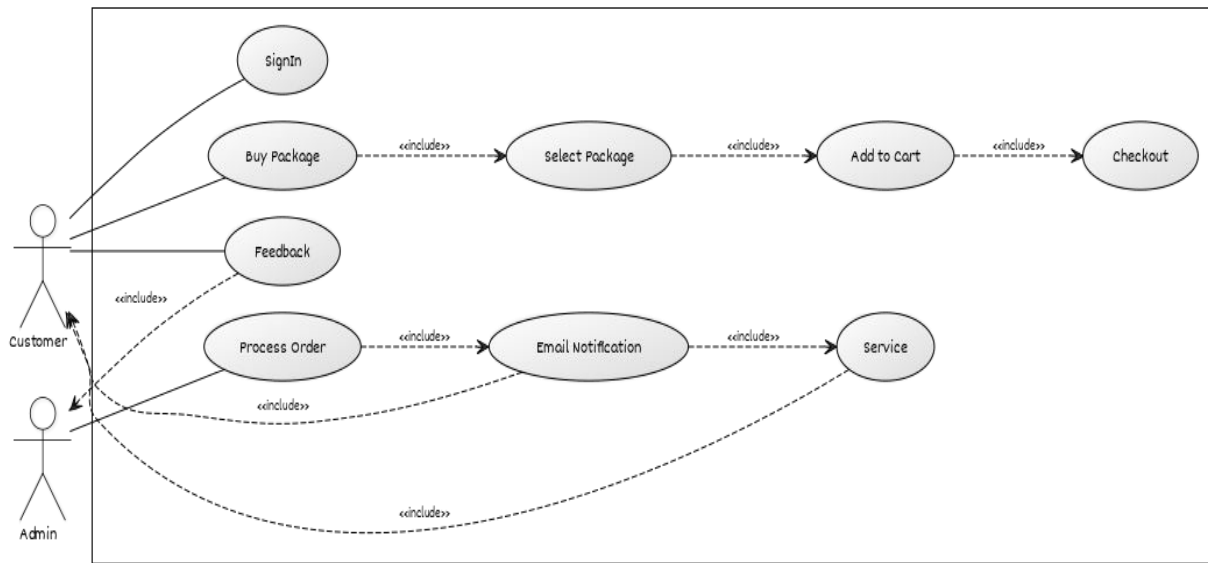 SignIn
Buy Package
<<include>>
Select Package
<<include>>
Add to Cart
<<include>>
Checkout
Feedback
<<include>>
Customer
Process Order
<<include>>
Email Notification
<<include>>
Service
<<include>>
<<include>>
Admin